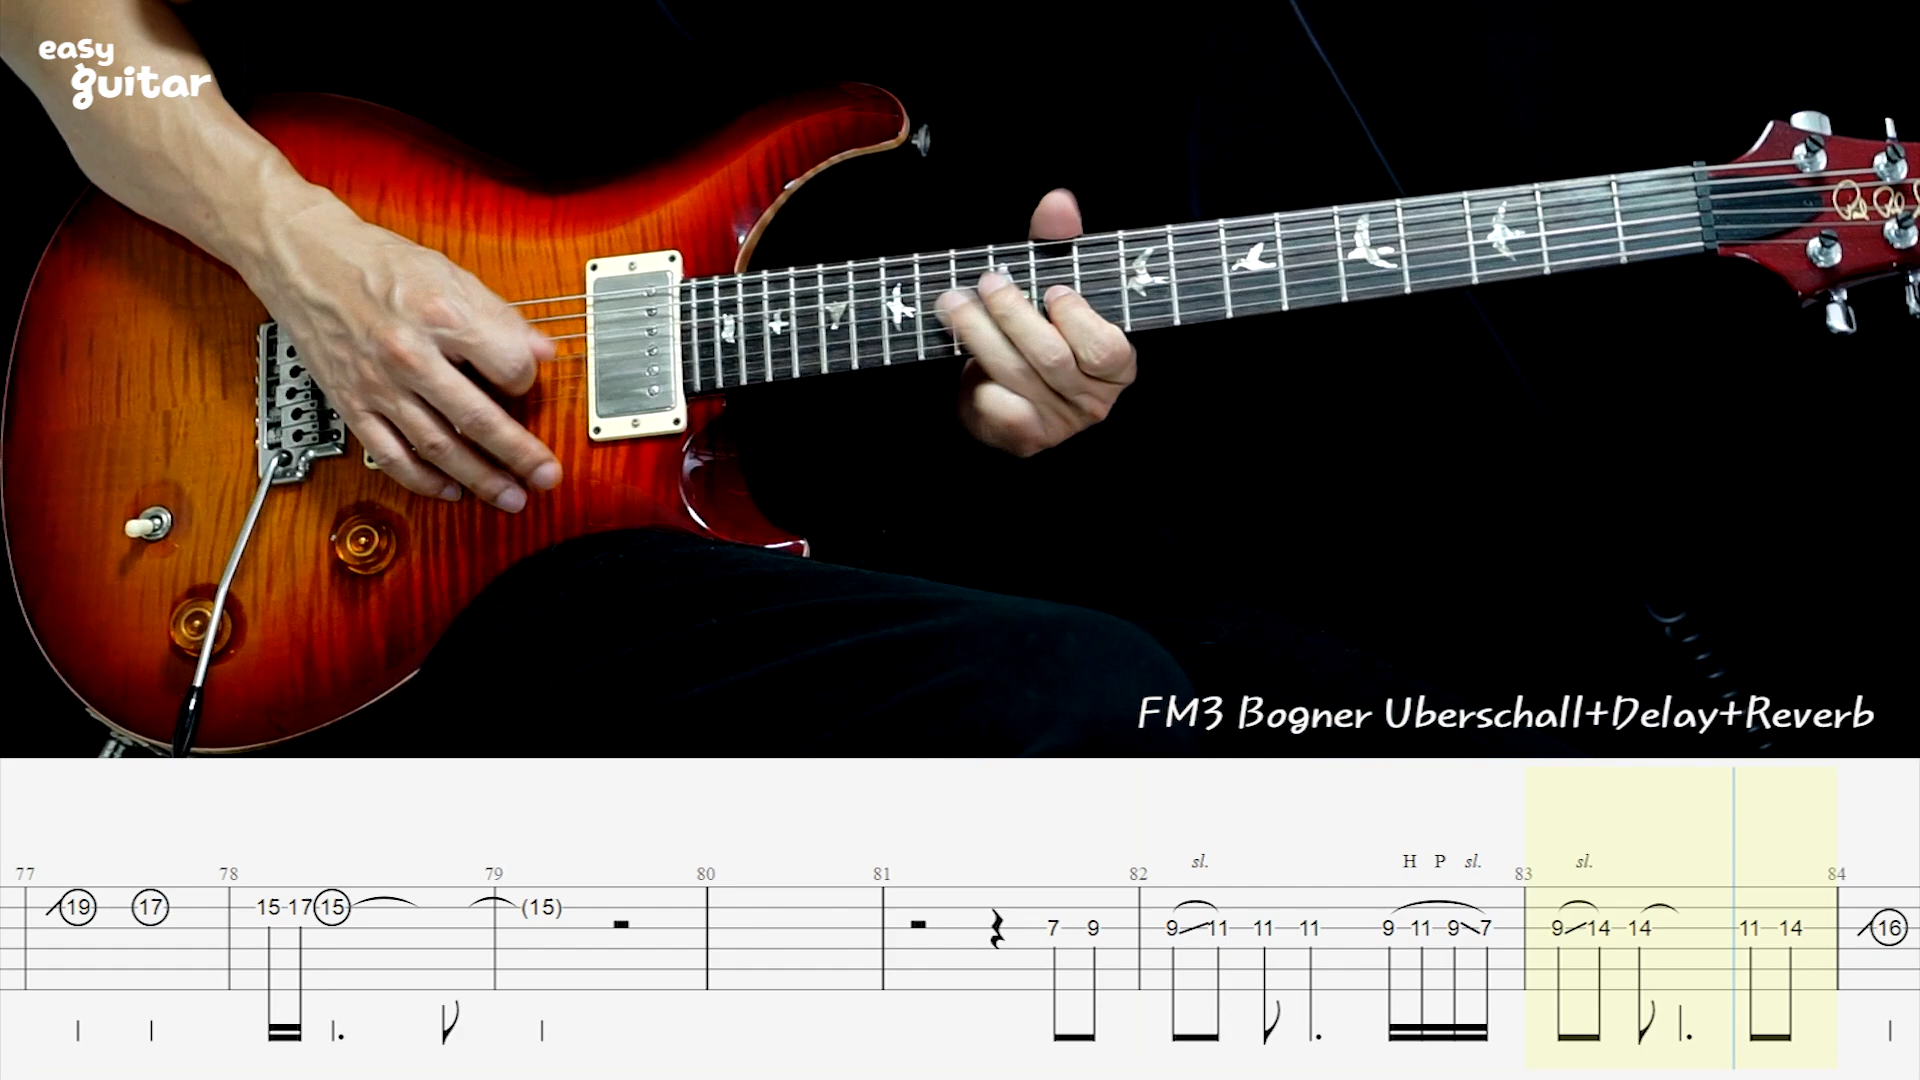 easy
guitar
Paul Ree
FM3 Bogner Uberschall+Delay+Reverb
sl. H P sl. sl.
77 78 79 80 81 82 83 84
19 17 15 17 15 (15)
7 9 9 11 11 11 9 11 9 7 9 14 14 11 14 16